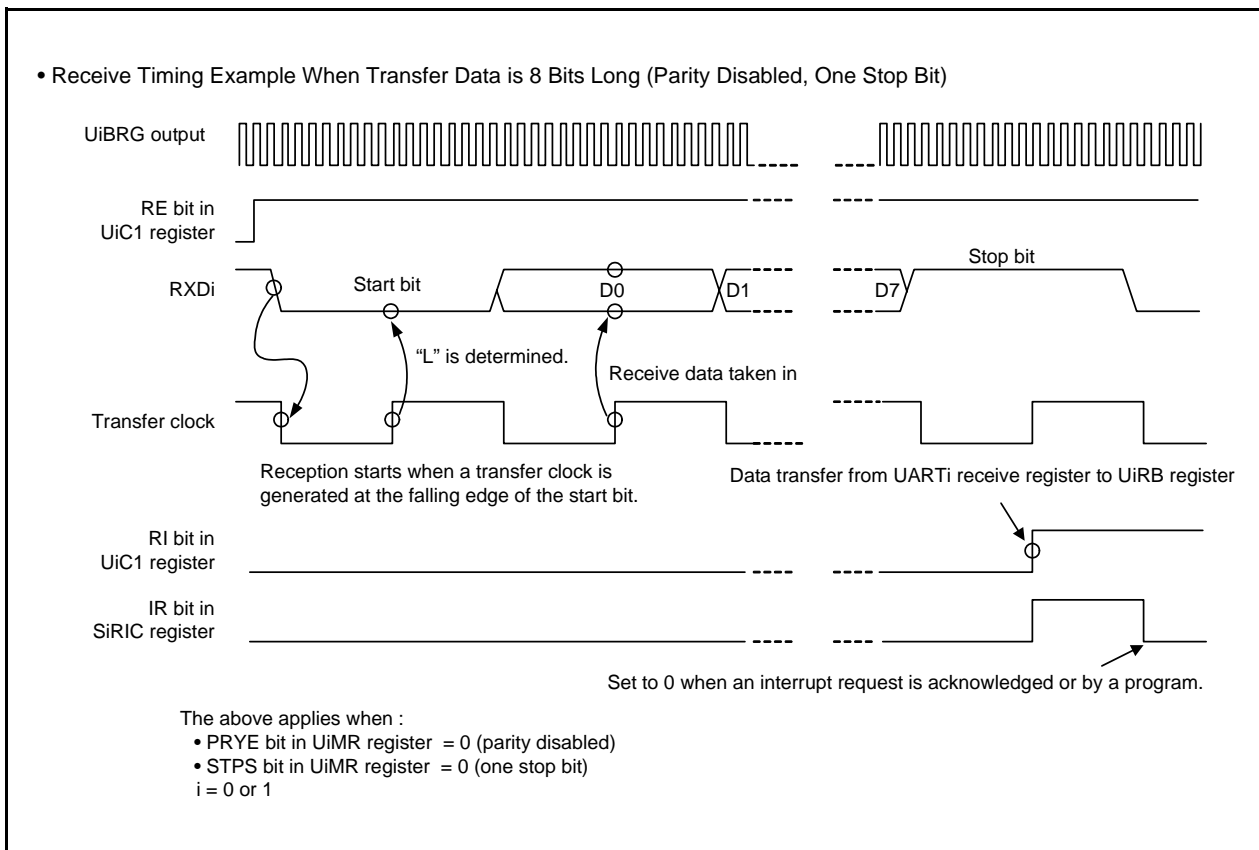 • Receive Timing Example When Transfer Data is 8 Bits Long (Parity Disabled, One Stop Bit)
UiBRG output
RE bit in
UiC1 register
RXDi
Start bit
D0
D1
D7
Stop bit
“L” is determined.
Receive data taken in
Transfer clock
Reception starts when a transfer clock is
generated at the falling edge of the start bit.
Data transfer from UARTi receive register to UiRB register
RI bit in
UiC1 register
IR bit in
SiRIC register
Set to 0 when an interrupt request is acknowledged or by a program.
The above applies when :
• PRYE bit in UiMR register = 0 (parity disabled)
• STPS bit in UiMR register = 0 (one stop bit)
i = 0 or 1